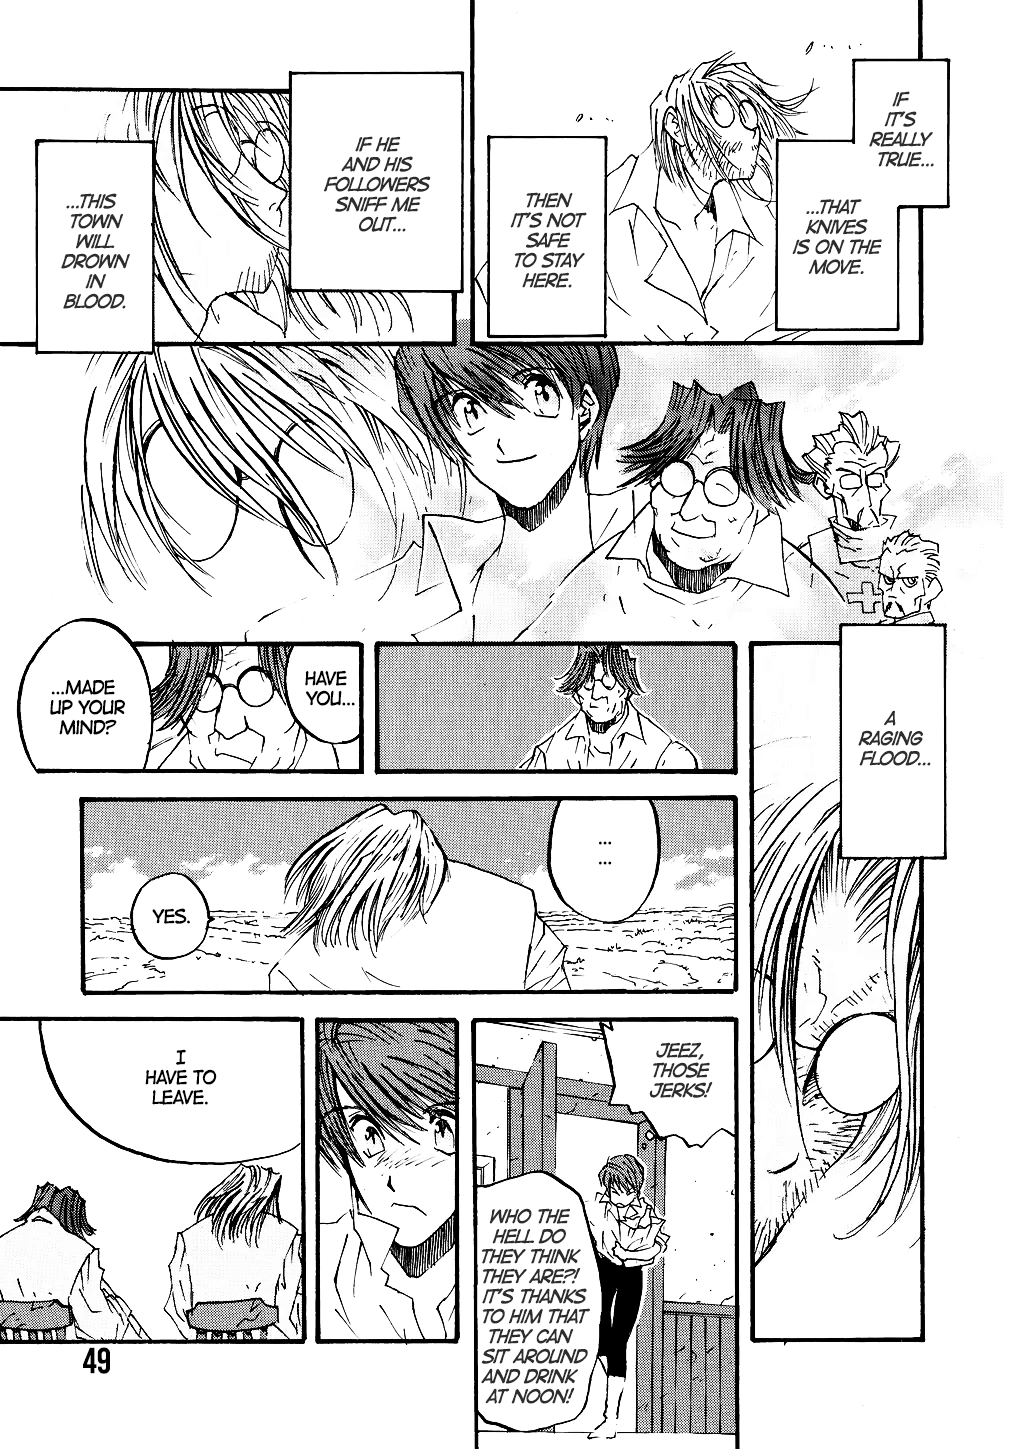 IF
IT'S
REALLY
TRUE...
...THAT
KNIVES
IS ON THE
MOVE.
THEN
IT'S NOT
SAFE
TO STAY
HERE.
IF HE
AND HIS
FOLLOWERS
SNIFF ME
OUT...
...THIS
TOWN
WILL
DROWN
IN
BLOOD.
A
RAGING
FLOOD...
HAVE
YOU...
...MADE
UP YOUR
MIND?
...
...
YES.
JEEZ,
THOSE
JERKS!
WHO THE
HELL DO
THEY THINK
THEY ARE?!
IT'S THANKS
TO HIM THAT
THEY CAN
SIT AROUND
AND DRINK
AT NOON!
I
HAVE TO
LEAVE.
49